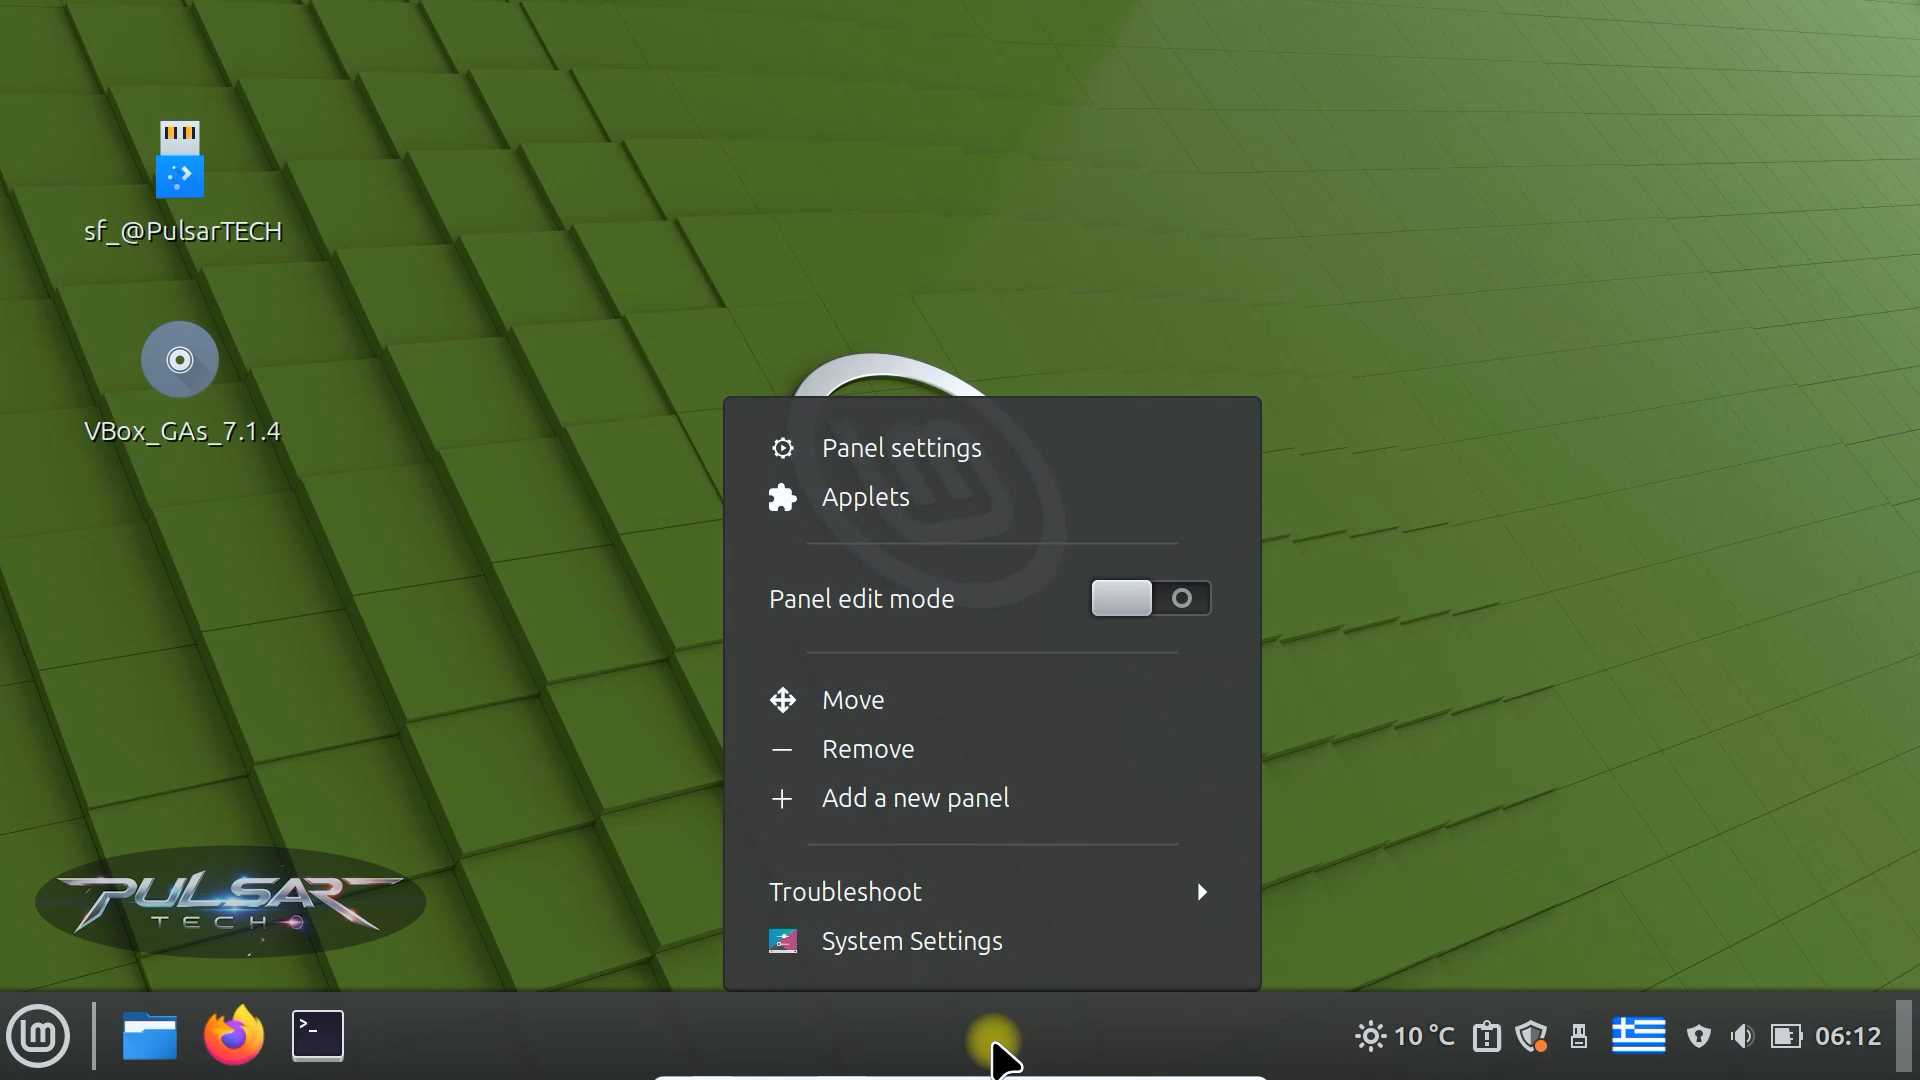 sf_@PulsarTECH
VBox_GAs_7.1.4
Panel settings
Applets
Panel edit mode
Move
Remove
Add a new panel
Troubleshoot
System Settings
PULSAR
TECH
10 °C
06:12